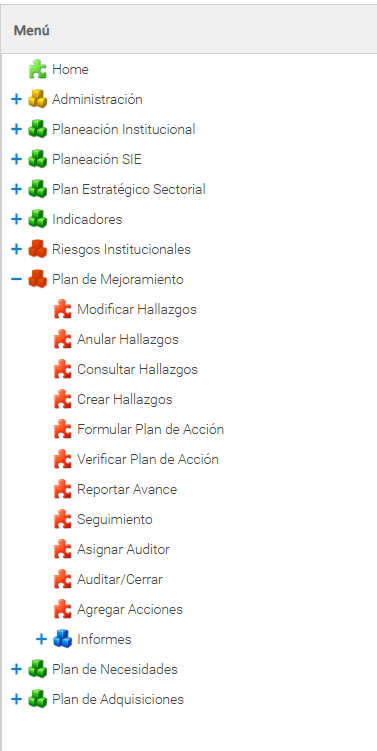 Menú
Home
Administración
Planeación Institucional
Planeación SIE
Plan Estratégico Sectorial
Indicadores
Riesgos Institucionales
Plan de Mejoramiento
Modificar Hallazgos
Anular Hallazgos
Consultar Hallazgos
Crear Hallazgos
Formular Plan de Acción
Verificar Plan de Acción
Reportar Avance
Seguimiento
Asignar Auditor
Auditar/Cerrar
Agregar Acciones
Informes
Plan de Necesidades
Plan de Adquisiciones